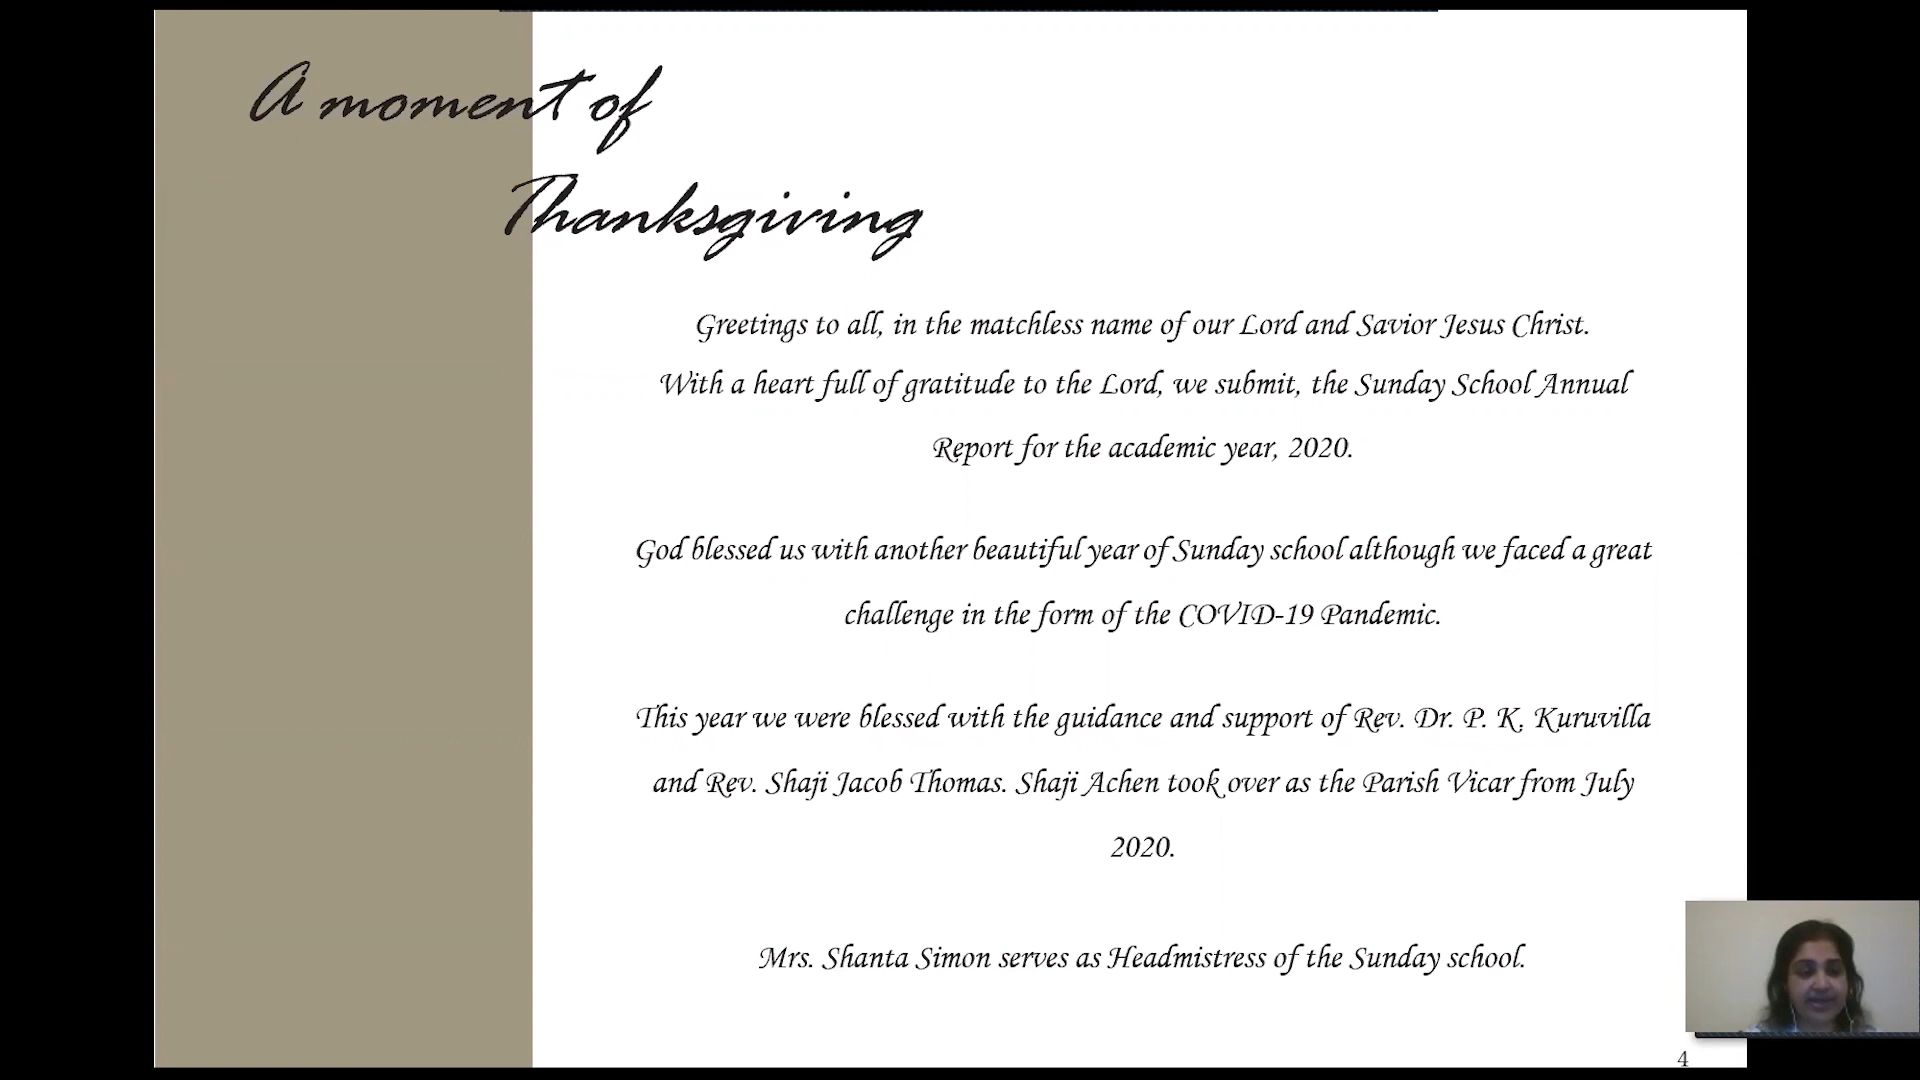 A moment of
Thanksgiving
Greetings to all, in the matchless name of our Lord and Savior Jesus Christ.
With a heart full of gratitude to the Lord, we submit, the Sunday School Annual
Report for the academic year, 2020.
God blessed us with another beautiful year of Sunday school although we faced a great
challenge in the form of the COVID-19 Pandemic.
This year we were blessed with the guidance and support of Rev. Dr. P. K. Kuruvilla
and Rev. Shaji Jacob Thomas. Shaji Achen took over as the Parish Vicar from July
2020.
Mrs. Shanta Simon serves as Headmistress of the Sunday school.
4